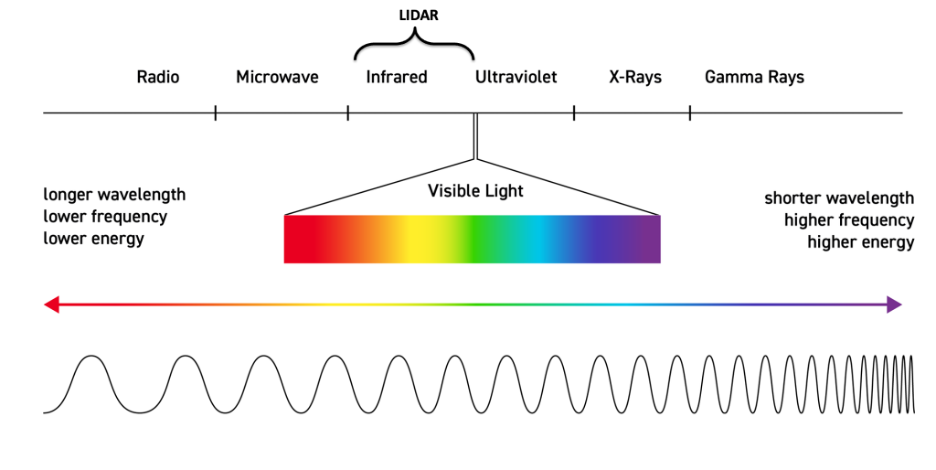 LIDAR
Radio Microwave Infrared Ultraviolet X-Rays Gamma Rays
Visible Light
longer wavelength
lower frequency
lower energy
shorter wavelength
higher frequency
higher energy